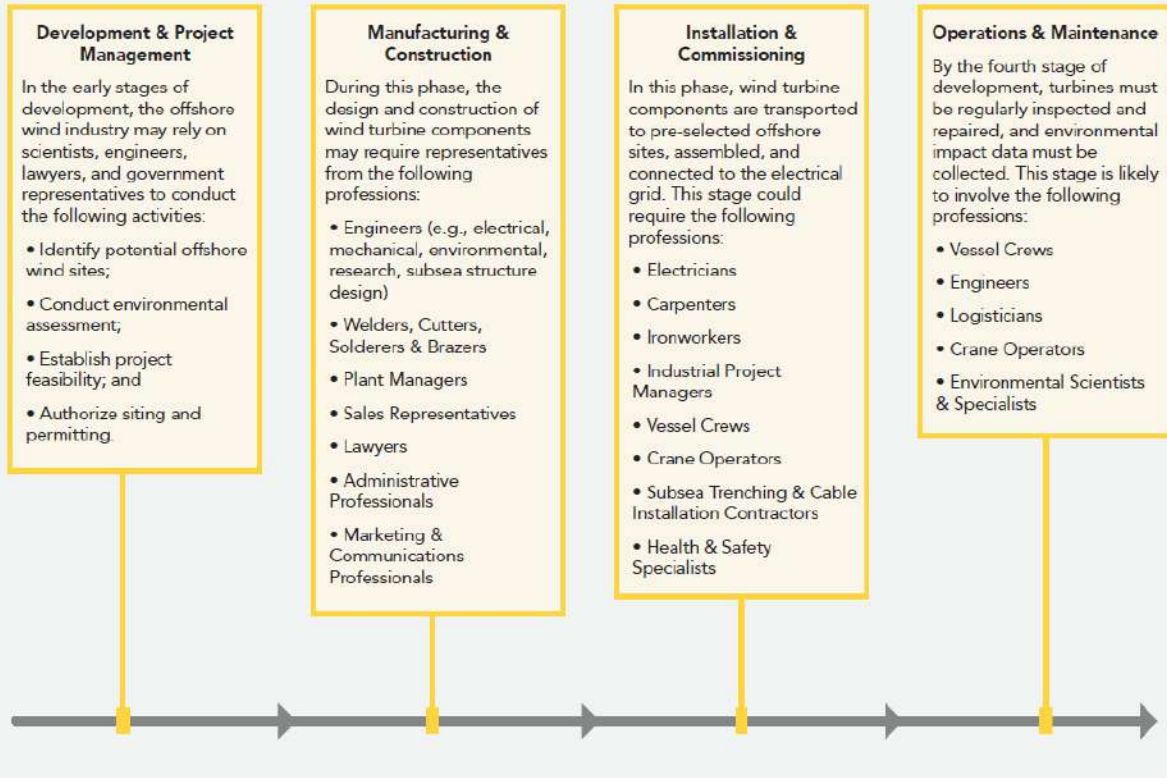 Development & Project
Management
In the early stages of
development, the offshore
wind industry may rely on
scientists, engineers,
lawyers, and government
representatives to conduct
the following activities:
• Identify potential offshore
wind sites;
• Conduct environmental
assessment;
• Establish project
feasibility; and
• Authorize siting and
permitting.
Manufacturing &
Construction
During this phase, the
design and construction of
wind turbine components
may require representatives
from the following
professions:
• Engineers (e.g., electrical,
mechanical, environmental,
research, subsea structure
design)
• Welders, Cutters,
Solderers & Brazers
• Plant Managers
• Sales Representatives
• Lawyers
• Administrative
Professionals
• Marketing &
Communications
Professionals
Installation &
Commissioning
In this phase, wind turbine
components are transported
to pre-selected offshore
sites, assembled, and
connected to the electrical
grid. This stage could
require the following
professions:
• Electricians
• Carpenters
• Ironworkers
• Industrial Project
Managers
• Vessel Crews
• Crane Operators
• Subsea Trenching & Cable
Installation Contractors
• Health & Safety
Specialists
Operations & Maintenance
By the fourth stage of
development, turbines must
be regularly inspected and
repaired, and environmental
impact data must be
collected. This stage is likely
to involve the following
professions:
• Vessel Crews
• Engineers
• Logisticians
• Crane Operators
• Environmental Scientists
& Specialists